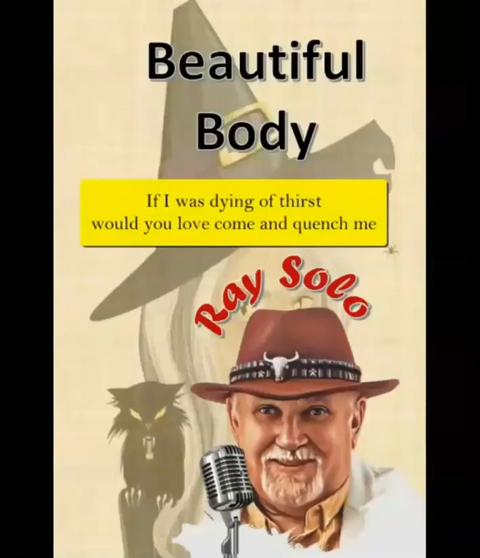 Beautiful
Body
If I was dying of thirst
would you love come and quench me
Ray Solo